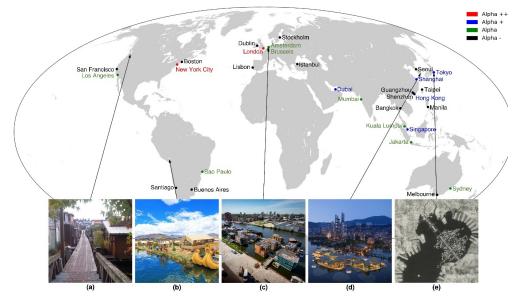 Alpha ++
Alpha +
Alpha
Alpha -
Stockholm
Dublin
Amsterdam
London
Brussels
Boston
New York City
San Francisco
Los Angeles
Lisbon
Istanbul
Seoul
Tokyo
Shanghai
Dubai
Mumbai
Guangzhou
Taipei
Shenzhen
Hong Kong
Bangkok
Manila
Kuala Lumpur
Singapore
Jakarta
Sao Paulo
Santiago
Buenos Aires
Melbourne
Sydney
(a) (b) (c) (d) (e)